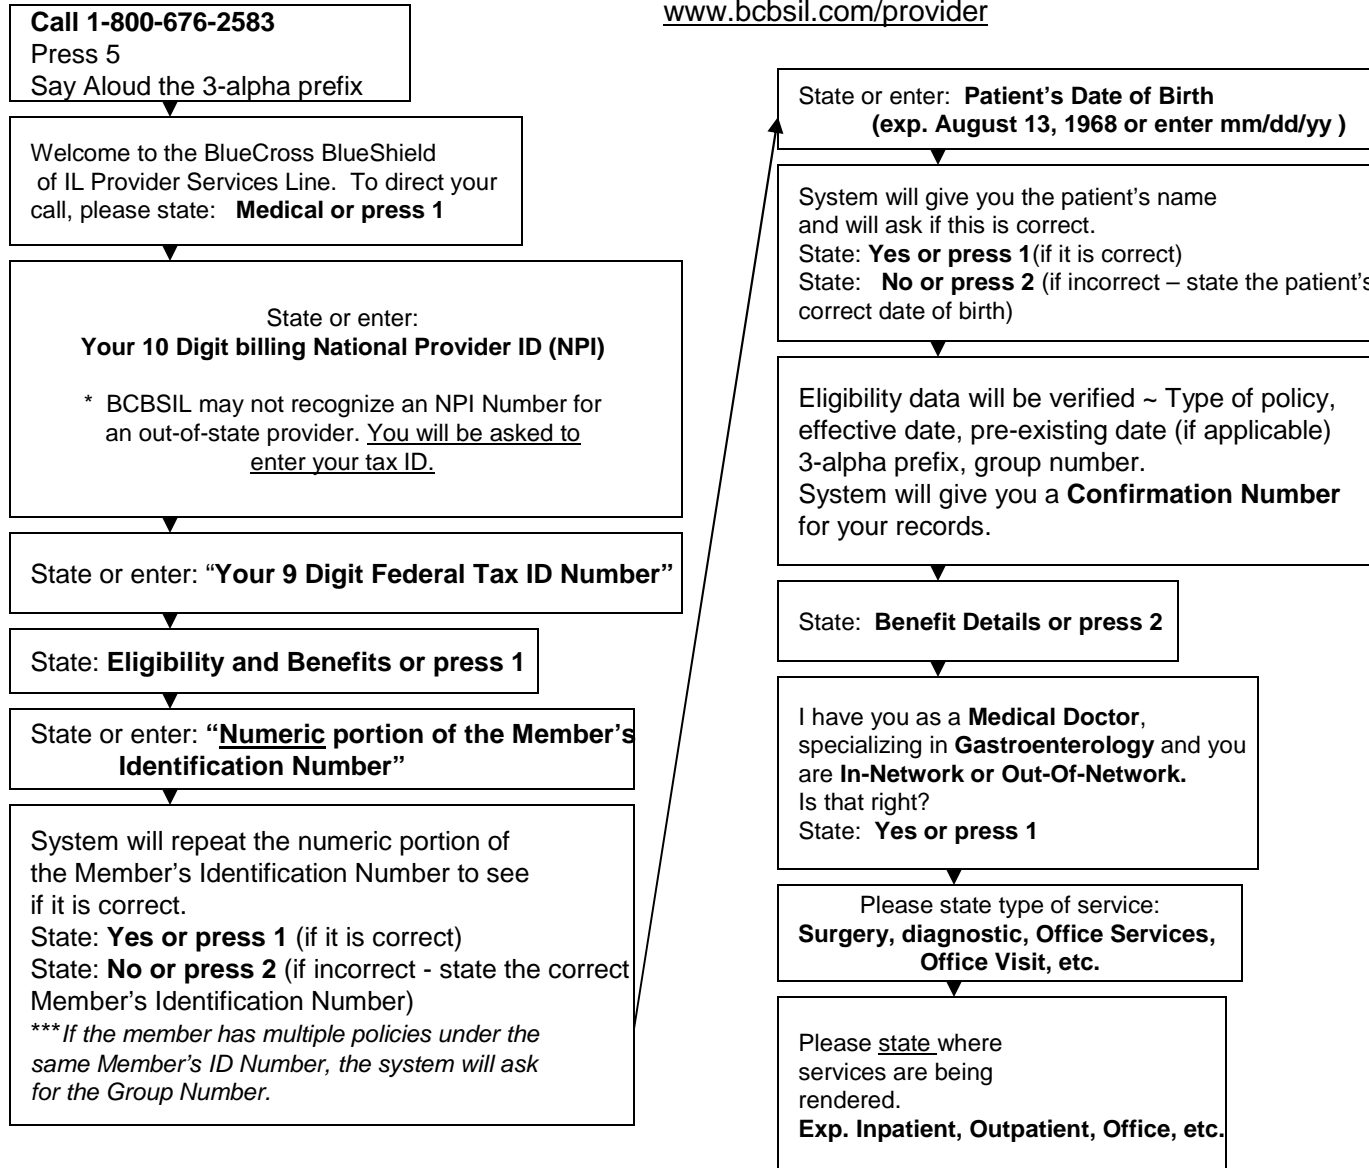 www.bcbsil.com/provider
Call 1-800-676-2583
Press 5
Say Aloud the 3-alpha prefix
Welcome to the BlueCross BlueShield
of IL Provider Services Line. To direct your
call, please state: Medical or press 1
State or enter:
Your 10 Digit billing National Provider ID (NPI)
* BCBSIL may not recognize an NPI Number for
an out-of-state provider. You will be asked to
enter your tax ID.
State or enter: “Your 9 Digit Federal Tax ID Number”
State: Eligibility and Benefits or press 1
State or enter: “Numeric portion of the Member’s
Identification Number”
System will repeat the numeric portion of
the Member’s Identification Number to see
if it is correct.
State: Yes or press 1 (if it is correct)
State: No or press 2 (if incorrect - state the correct
Member’s Identification Number)
***If the member has multiple policies under the
same Member’s ID Number, the system will ask
for the Group Number.
State or enter: Patient’s Date of Birth
(exp. August 13, 1968 or enter mm/dd/yy )
System will give you the patient’s name
and will ask if this is correct.
State: Yes or press 1(if it is correct)
State: No or press 2 (if incorrect – state the patient’s
correct date of birth)
Eligibility data will be verified ~ Type of policy,
effective date, pre-existing date (if applicable)
3-alpha prefix, group number.
System will give you a Confirmation Number
for your records.
State: Benefit Details or press 2
I have you as a Medical Doctor,
specializing in Gastroenterology and you
are In-Network or Out-Of-Network.
Is that right?
State: Yes or press 1
Please state type of service:
Surgery, diagnostic, Office Services,
Office Visit, etc.
Please state where
services are being
rendered.
Exp. Inpatient, Outpatient, Office, etc.